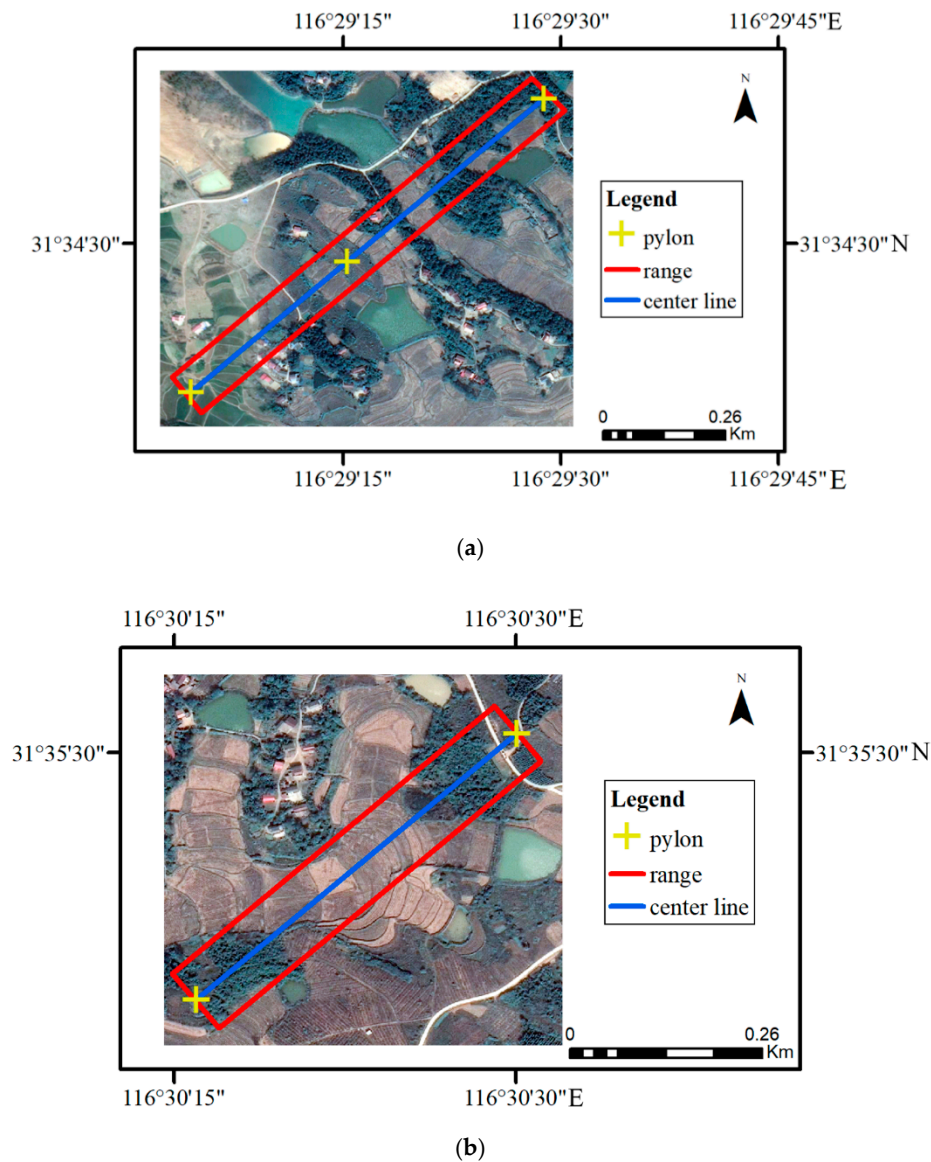 116°29'15" 116°29'30" 116°29'45"E
N
31°34'30" 31°34'30"N
Legend
pylon
range
center line
0 0.26
Km
116°29'15" 116°29'30" 116°29'45"E
(a)
116°30'15" 116°30'30"E
N
31°35'30" 31°35'30"N
Legend
pylon
range
center line
0 0.26
Km
116°30'15" 116°30'30"E
(b)